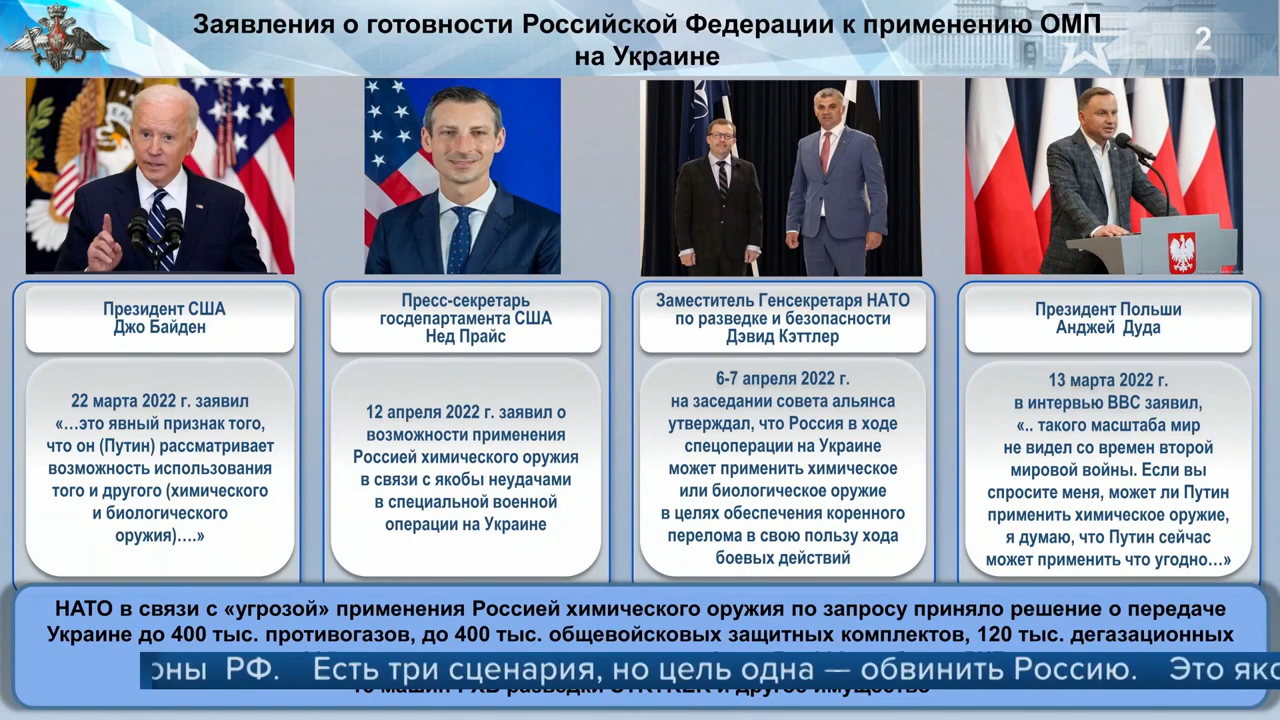 Заявления о готовности Российской Федерации к применению ОМП
на Украине
2
Президент США
Джо Байден
22 марта 2022 г. заявил
«…это явный признак того,
что он (Путин) рассматривает
возможность использования
того и другого (химического
и биологического
оружия)….»
Пресс-секретарь
госдепартамента США
Нед Прайс
12 апреля 2022 г. заявил о
возможности применения
Россией химического оружия
в связи с якобы неудачами
в специальной военной
операции на Украине
Заместитель Генсекретаря НАТО
по разведке и безопасности
Дэвид Кэттлер
6-7 апреля 2022 г.
на заседании совета альянса
утверждал, что Россия в ходе
спецоперации на Украине
может применить химическое
или биологическое оружие
в целях обеспечения коренного
перелома в свою пользу хода
боевых действий
Президент Польши
Анджей Дуда
13 марта 2022 г.
в интервью BBC заявил,
«.. такого масштаба мир
не видел со времен второй
мировой войны. Если вы
спросите меня, может ли Путин
применить химическое оружие,
я думаю, что Путин сейчас
может применить что угодно…»
НАТО в связи с «угрозой» применения Россией химического оружия по запросу приняло решение о передаче
Украине до 400 тыс. противогазов, до 400 тыс. общевойсковых защитных комплектов, 120 тыс. дегазационных
оны РФ. Есть три сценария, но цель одна — обвинить Россию. Это яко